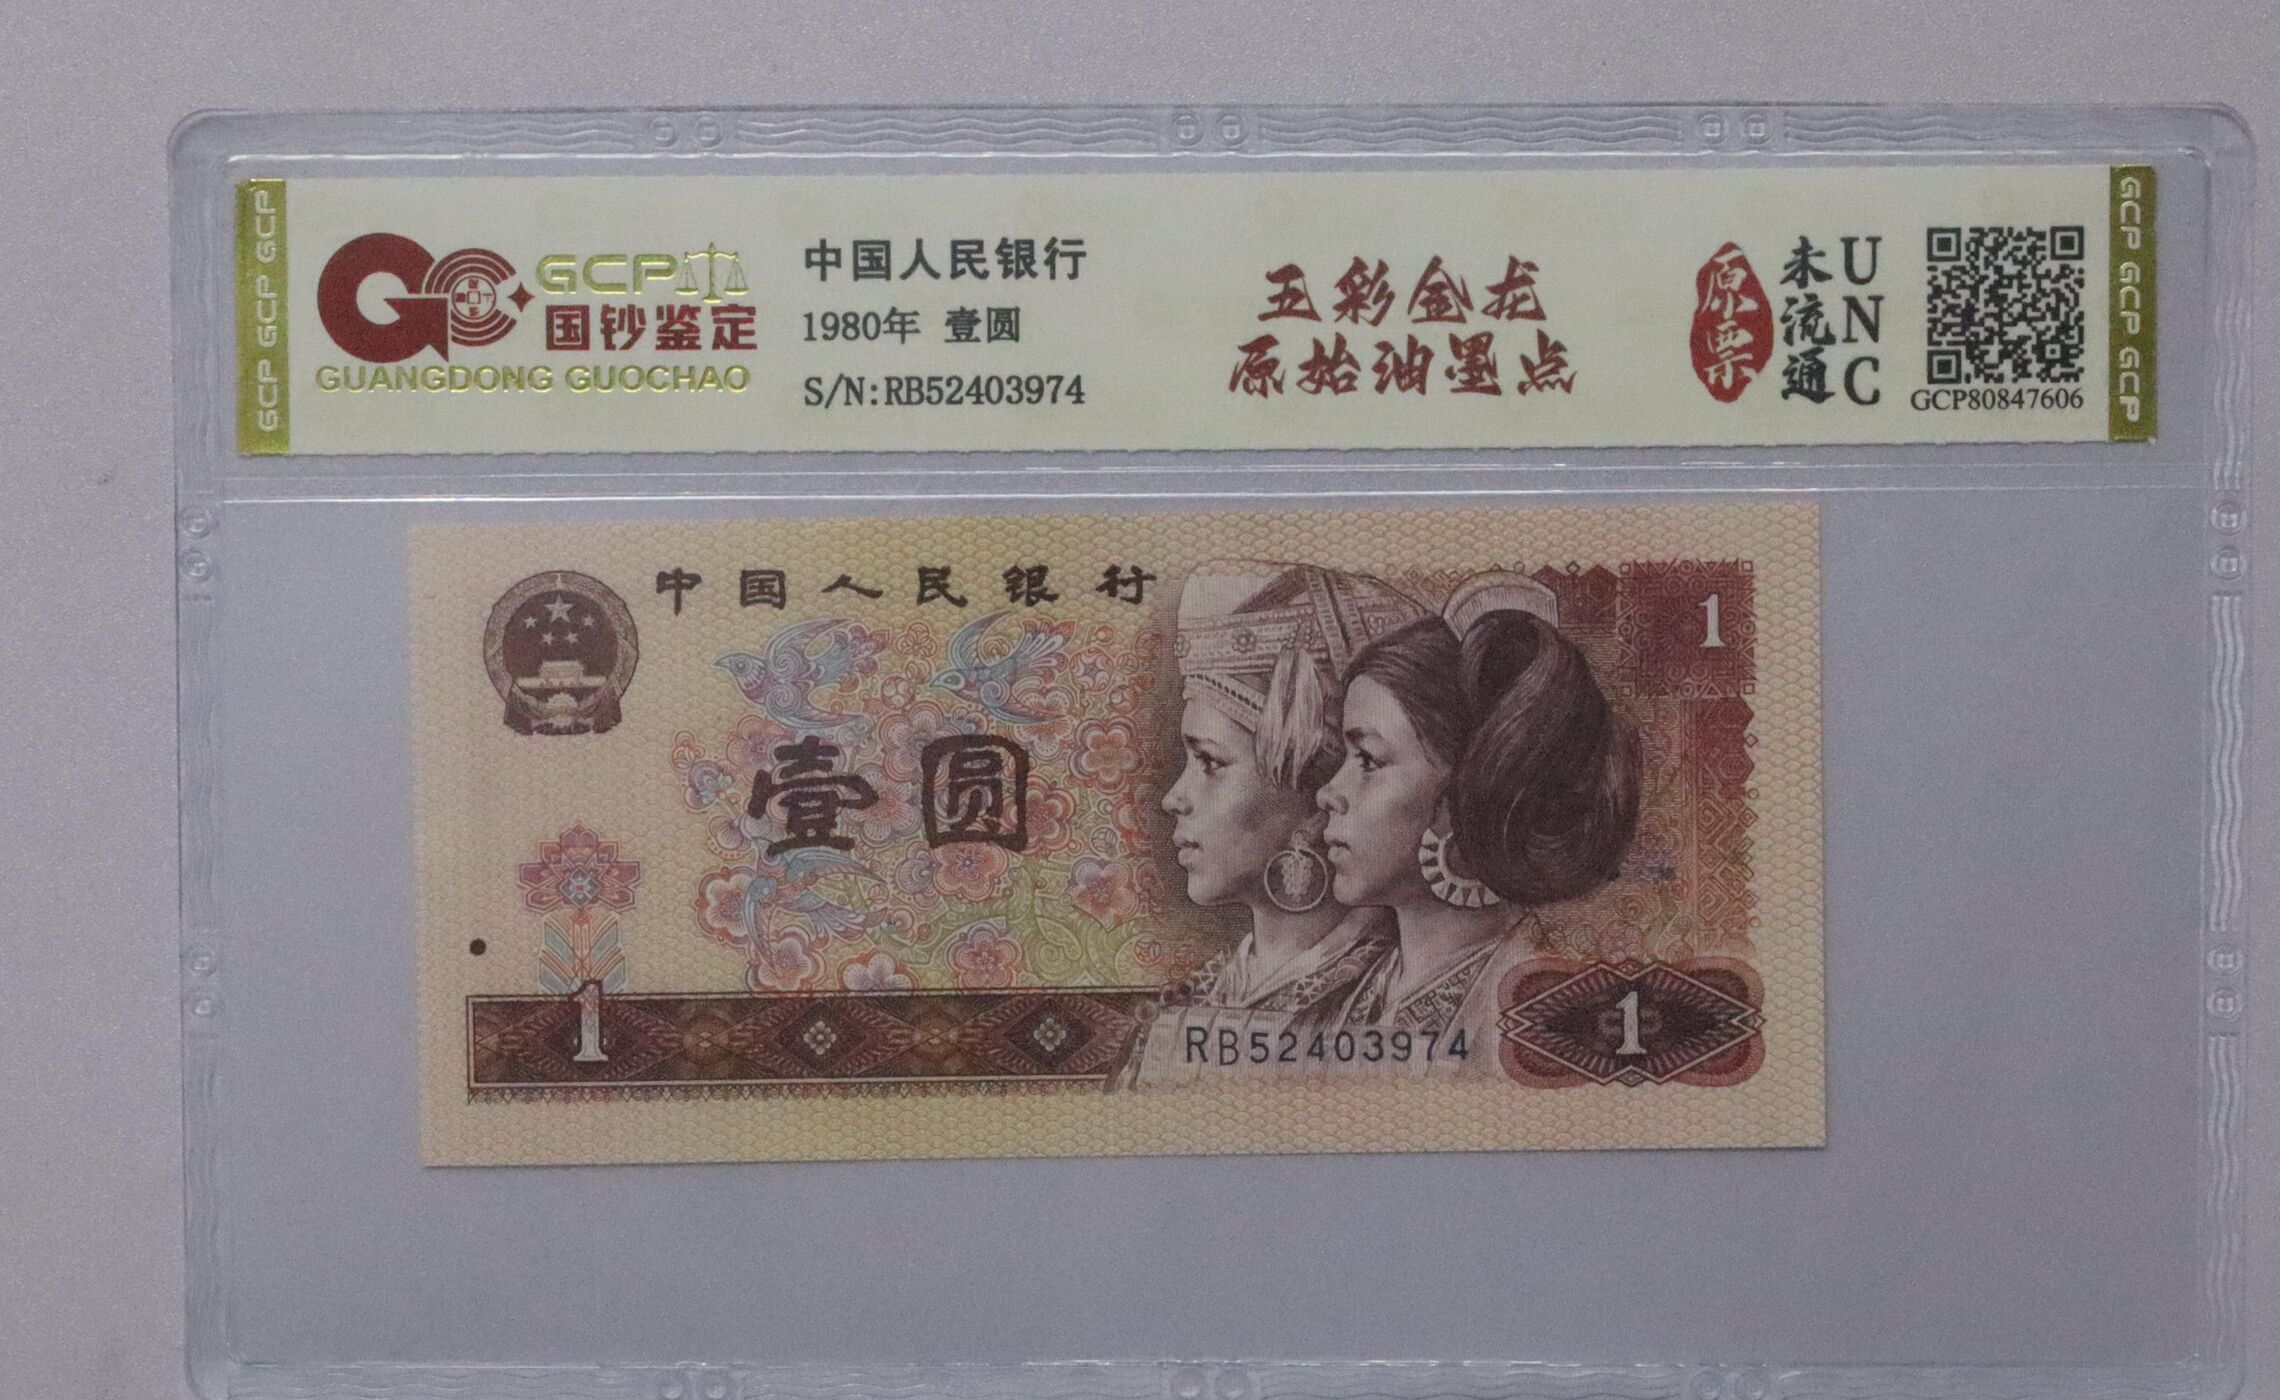 GCP GCP GCP
GCP
国钞鉴定
GUANGDONG GUOCHAO
中国人民银行
1980年 壹圆
S/N:RB52403974
五彩金龙
原始油墨点
原票
未流通
UNC
GCP80847606
GCP GCP GCP
中国人民银行
1
壹圆
1
RB52403974
1